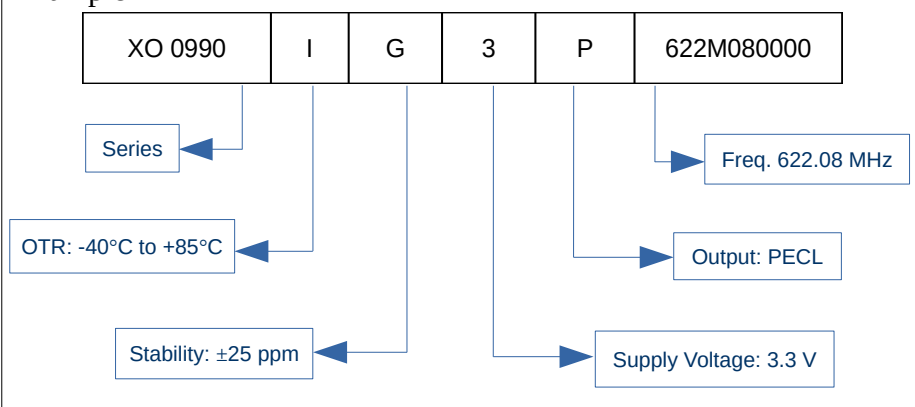 XO 0990 I G 3 P 622M080000
Series
Freq. 622.08 MHz
OTR: -40°C to +85°C
Output: PECL
Stability: ±25 ppm
Supply Voltage: 3.3 V